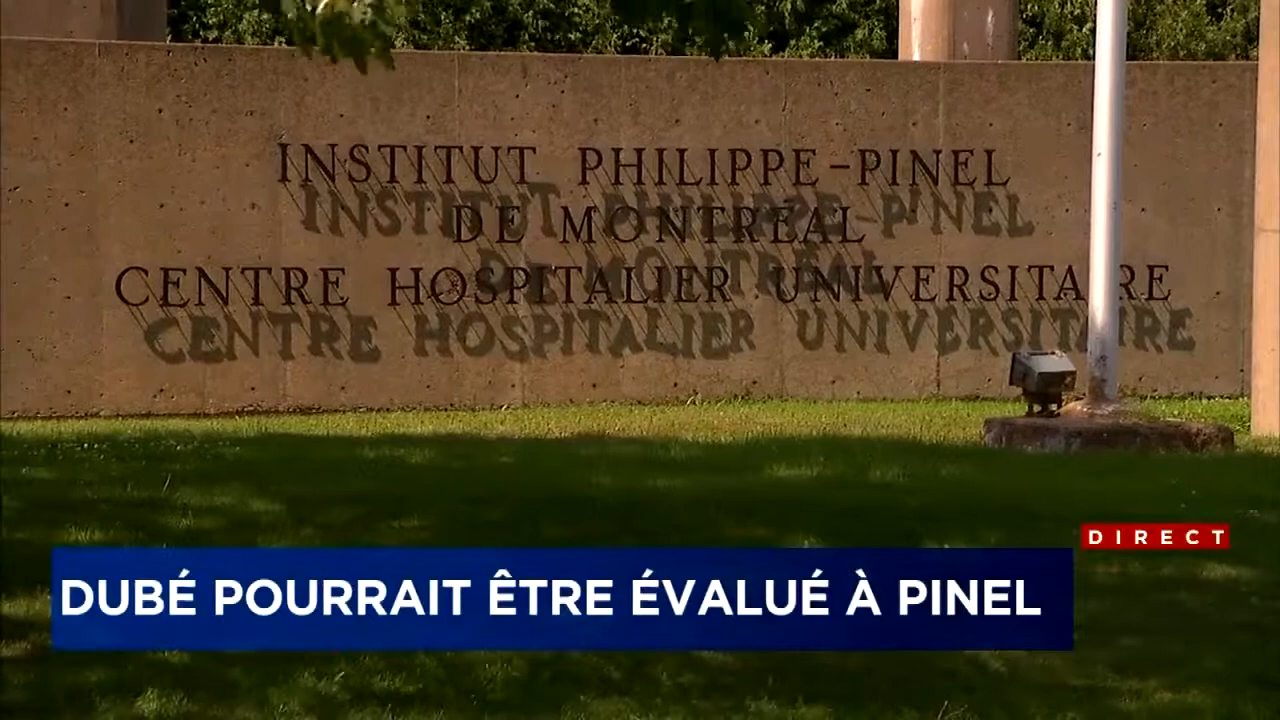 INSTITUT PHILIPPE-PINEL
DE MONTRÉAL
CENTRE HOSPITALIER UNIVERSITAIRE
DIRECT
DUBÉ POURRAIT ÊTRE ÉVALUÉ À PINEL